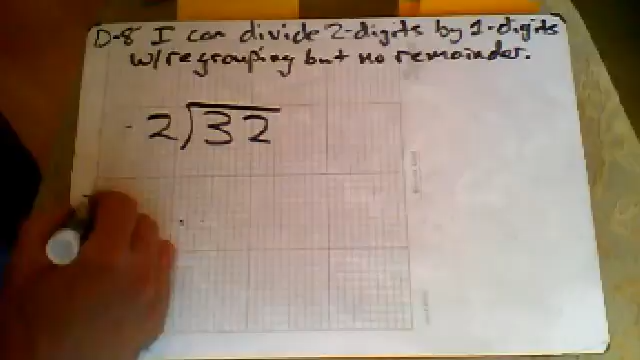 D-8 I can divide 2-digits by 1-digits
w/regrouping but no remainder.
2)32